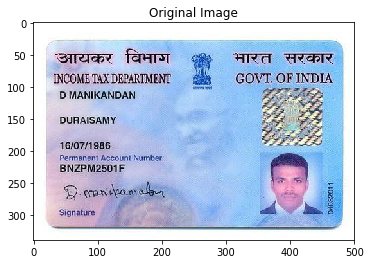 Original Image
आयकर विभाग
भारत सरकार
INCOME TAX DEPARTMENT
GOVT. OF INDIA
D MANIKANDAN
DURAISAMY
16/07/1986
Permanent Account Number
BNZPM2501F
D. manikandan
Signature
0
50
100
150
200
250
300
0
100
200
300
400
500